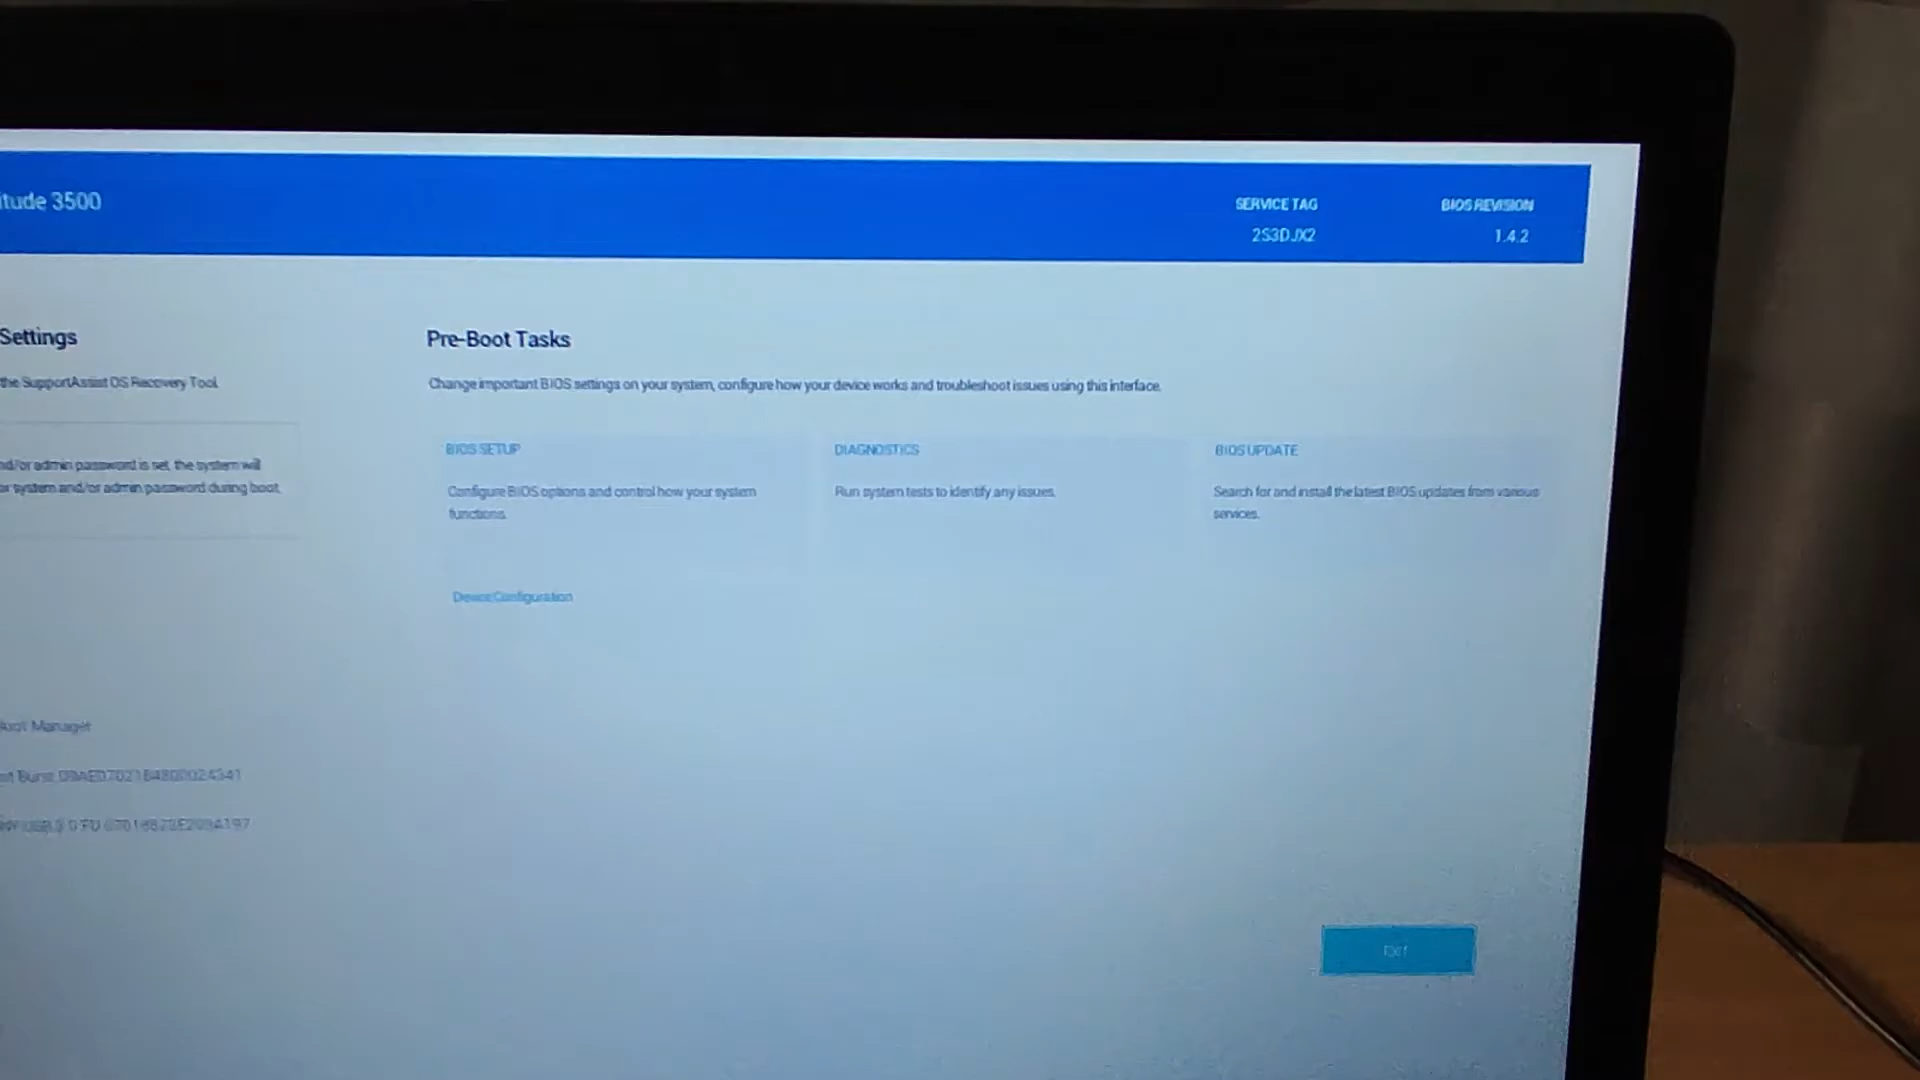 itude 3500
SERVICE TAG
BIOS REVISION
2S3DJX2
1.4.2
Settings
the SupportAssist OS Recovery Tool.
nd/or admin password is set, the system will
or system and/or admin password during boot.
Pre-Boot Tasks
Change important BIOS settings on your system, configure how your device works and troubleshoot issues using this interface.
BIOS SETUP
Configure BIOS options and control how your system
functions.
DIAGNOSTICS
Run system tests to identify any issues.
BIOS UPDATE
Search for and install the latest BIOS updates from various
services.
Device Configuration
Manager